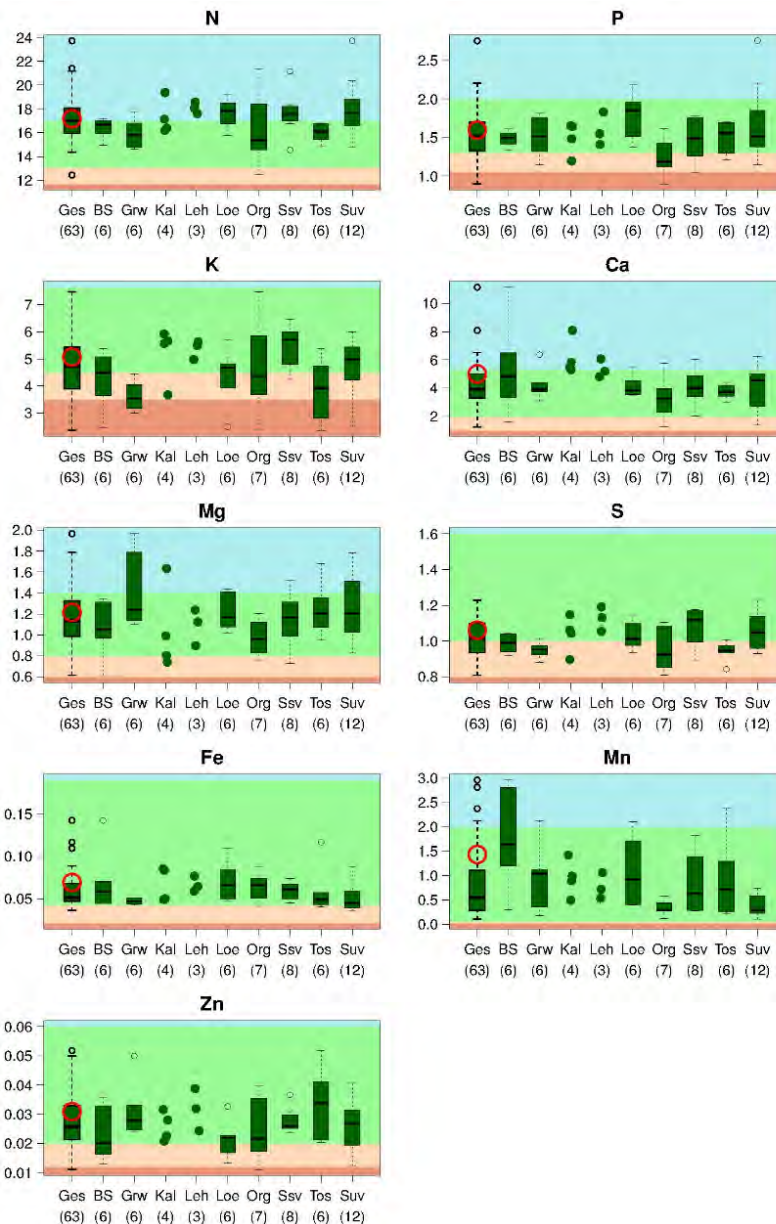 N
24
22
20
18
16
14
12
Ges BS Grw Kal Leh Loe Org Ssv Tos Suv
(63) (6) (6) (4) (3) (6) (7) (8) (6) (12)
P
2.5
2.0
1.5
1.0
Ges BS Grw Kal Leh Loe Org Ssv Tos Suv
(63) (6) (6) (4) (3) (6) (7) (8) (6) (12)
K
7
6
5
4
3
Ges BS Grw Kal Leh Loe Org Ssv Tos Suv
(63) (6) (6) (4) (3) (6) (7) (8) (6) (12)
Ca
10
8
6
4
2
Ges BS Grw Kal Leh Loe Org Ssv Tos Suv
(63) (6) (6) (4) (3) (6) (7) (8) (6) (12)
Mg
2.0
1.8
1.6
1.4
1.2
1.0
0.8
0.6
Ges BS Grw Kal Leh Loe Org Ssv Tos Suv
(63) (6) (6) (4) (3) (6) (7) (8) (6) (12)
S
1.6
1.4
1.2
1.0
0.8
Ges BS Grw Kal Leh Loe Org Ssv Tos Suv
(63) (6) (6) (4) (3) (6) (7) (8) (6) (12)
Fe
0.15
0.10
0.05
Ges BS Grw Kal Leh Loe Org Ssv Tos Suv
(63) (6) (6) (4) (3) (6) (7) (8) (6) (12)
Mn
3.0
2.5
2.0
1.5
1.0
0.5
0.0
Ges BS Grw Kal Leh Loe Org Ssv Tos Suv
(63) (6) (6) (4) (3) (6) (7) (8) (6) (12)
Zn
0.06
0.05
0.04
0.03
0.02
0.01
Ges BS Grw Kal Leh Loe Org Ssv Tos Suv
(63) (6) (6) (4) (3) (6) (7) (8) (6) (12)